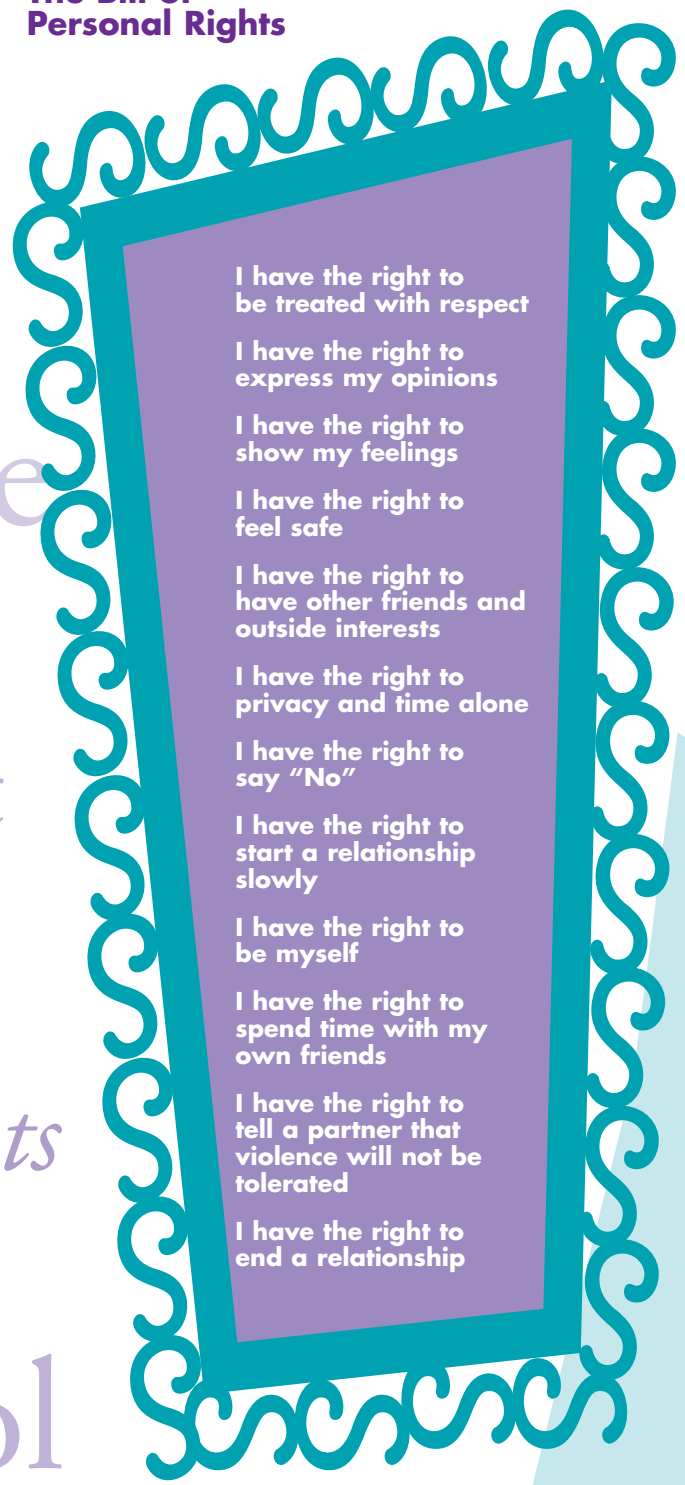 The Bill of
Personal Rights
I have the right to
be treated with respect
I have the right to
express my opinions
I have the right to
show my feelings
I have the right to
feel safe
I have the right to
have other friends and
outside interests
I have the right to
privacy and time alone
I have the right to
say “No”
I have the right to
start a relationship
slowly
I have the right to
be myself
I have the right to
spend time with my
own friends
I have the right to
tell a partner that
violence will not be
tolerated
I have the right to
end a relationship
e
ts
ol